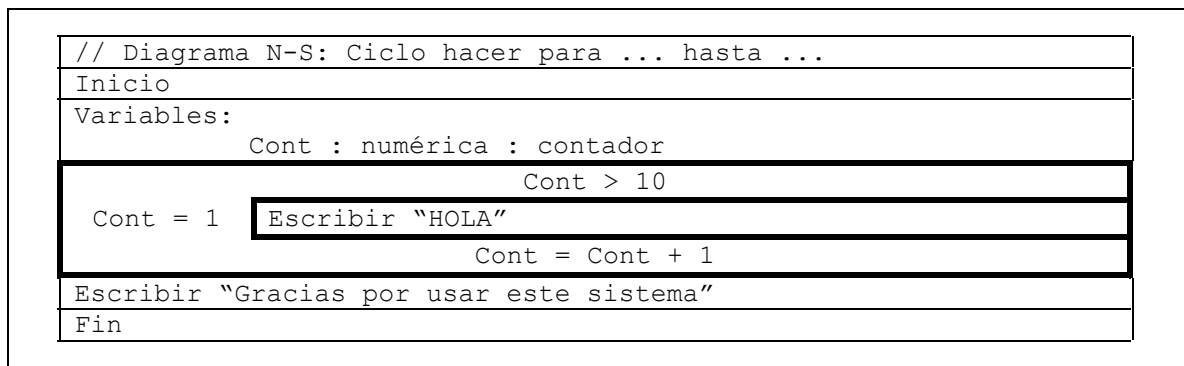 // Diagrama N-S: Ciclo hacer para ... hasta ...
Inicio
Variables:
Cont : numérica : contador
Cont > 10
Cont = 1
Escribir “HOLA”
Cont = Cont + 1
Escribir “Gracias por usar este sistema”
Fin